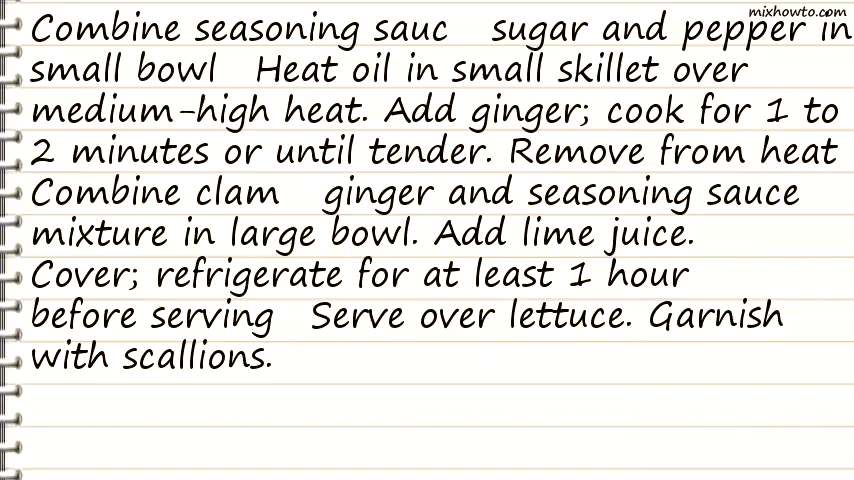 mixhowto.com
Combine seasoning sauc sugar and pepper in
small bowl Heat oil in small skillet over
medium-high heat. Add ginger; cook for 1 to
2 minutes or until tender. Remove from heat
Combine clam ginger and seasoning sauce
mixture in large bowl. Add lime juice.
Cover; refrigerate for at least 1 hour
before serving Serve over lettuce. Garnish
with scallions.